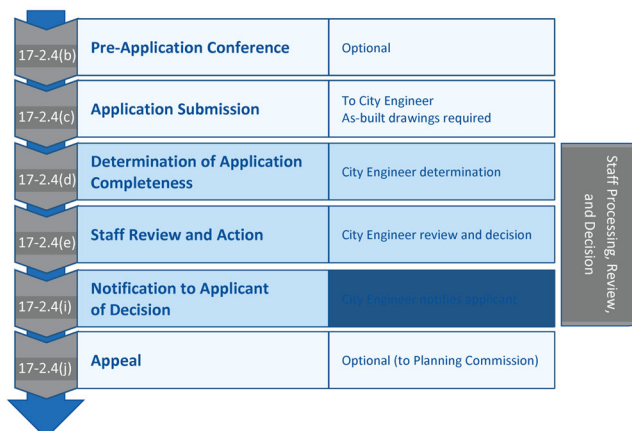 17-2.4(b)
Pre-Application Conference
Optional
17-2.4(c)
Application Submission
To City Engineer
As-built drawings required
17-2.4(d)
Determination of Application
Completeness
City Engineer determination
17-2.4(e)
Staff Review and Action
City Engineer review and decision
17-2.4(i)
Notification to Applicant
of Decision
City Engineer notifies applicant
17-2.4(j)
Appeal
Optional (to Planning Commission)
Staff Processing, Review,
and Decision